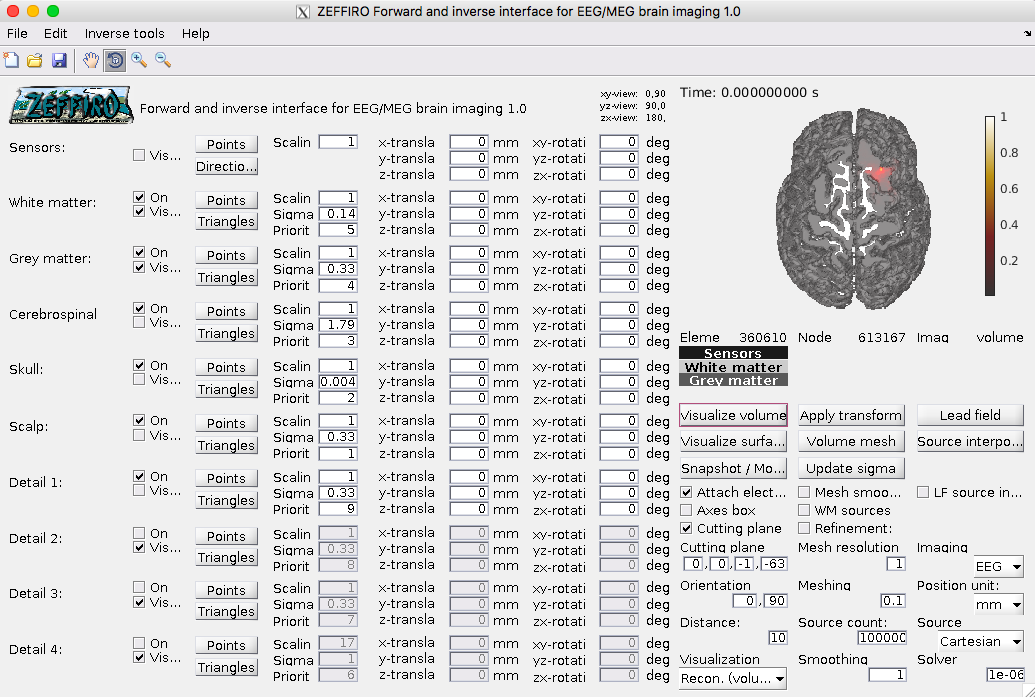 ZEFFIRO Forward and inverse interface for EEG/MEG brain imaging 1.0
File Edit Inverse tools Help
ZEFFIRO Forward and inverse interface for EEG/MEG brain imaging 1.0
xy-view: 0,90
yz-view: 90,0
zx-view: 180,
Time: 0.000000000 s
Sensors: Vis... Points Directio...
Scalin 1 x-transla 0 mm xy-rotati 0 deg
y-transla 0 mm yz-rotati 0 deg
z-transla 0 mm zx-rotati 0 deg
White matter: On Vis... Points Triangles
Scalin 1 x-transla 0 mm xy-rotati 0 deg
Sigma 0.14 y-transla 0 mm yz-rotati 0 deg
Priorit 5 z-transla 0 mm zx-rotati 0 deg
Grey matter: On Vis... Points Triangles
Scalin 1 x-transla 0 mm xy-rotati 0 deg
Sigma 0.33 y-transla 0 mm yz-rotati 0 deg
Priorit 4 z-transla 0 mm zx-rotati 0 deg
Cerebrospinal On Vis... Points Triangles
Scalin 1 x-transla 0 mm xy-rotati 0 deg
Sigma 1.79 y-transla 0 mm yz-rotati 0 deg
Priorit 3 z-transla 0 mm zx-rotati 0 deg
Skull: On Vis... Points Triangles
Scalin 1 x-transla 0 mm xy-rotati 0 deg
Sigma 0.004 y-transla 0 mm yz-rotati 0 deg
Priorit 2 z-transla 0 mm zx-rotati 0 deg
Scalp: On Vis... Points Triangles
Scalin 1 x-transla 0 mm xy-rotati 0 deg
Sigma 0.33 y-transla 0 mm yz-rotati 0 deg
Priorit 1 z-transla 0 mm zx-rotati 0 deg
Detail 1: On Vis... Points Triangles
Scalin 1 x-transla 0 mm xy-rotati 0 deg
Sigma 0.33 y-transla 0 mm yz-rotati 0 deg
Priorit 9 z-transla 0 mm zx-rotati 0 deg
Detail 2: On Vis... Points Triangles
Scalin 1 x-transla 0 mm xy-rotati 0 deg
Sigma 0.33 y-transla 0 mm yz-rotati 0 deg
Priorit 8 z-transla 0 mm zx-rotati 0 deg
Detail 3: On Vis... Points Triangles
Scalin 1 x-transla 0 mm xy-rotati 0 deg
Sigma 0.33 y-transla 0 mm yz-rotati 0 deg
Priorit 7 z-transla 0 mm zx-rotati 0 deg
Detail 4: On Vis... Points Triangles
Scalin 17 x-transla 0 mm xy-rotati 0 deg
Sigma 1 y-transla 0 mm yz-rotati 0 deg
Priorit 6 z-transla 0 mm zx-rotati 0 deg
1
0.8
0.6
0.4
0.2
Eleme 360610 Node 613167 Imag volume
Sensors
White matter
Grey matter
Visualize volume Apply transform Lead field
Visualize surfa... Volume mesh Source interpo...
Snapshot / Mo... Update sigma
Attach elect... Mesh smoo... LF source in...
Axes box WM sources
Cutting plane Refinement:
Cutting plane Mesh resolution Imaging
0 , 0 , -1 , -63 1 EEG
Orientation Meshing Position unit:
0 , 90 0.1 mm
Distance: Source count: Source
10 100000 Cartesian
Visualization Smoothing Solver
Recon. (volu... 1 1e-06